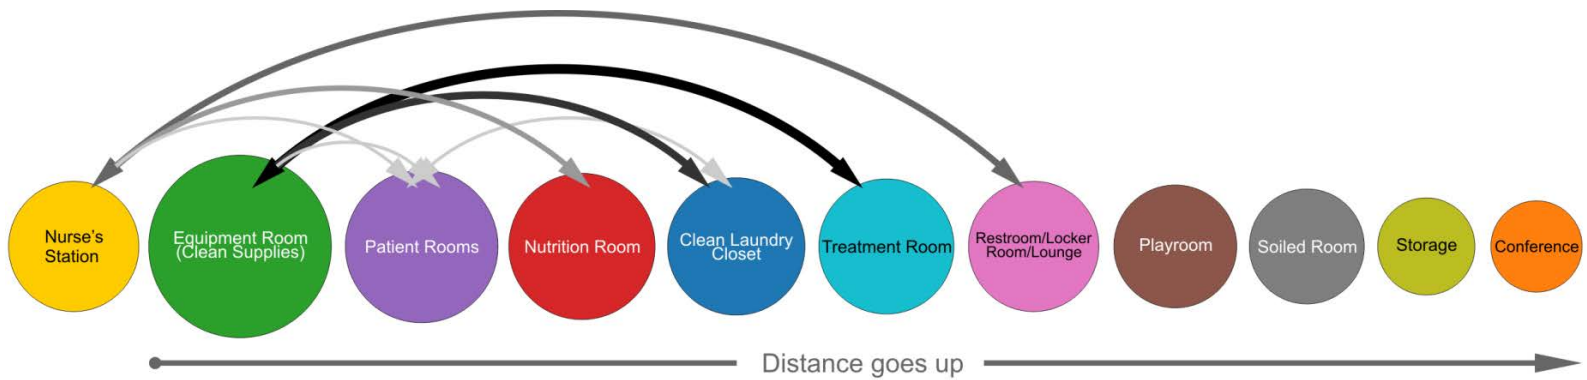 Nurse's
Station
Equipment Room
(Clean Supplies)
Patient Rooms
Nutrition Room
Clean Laundry
Closet
Treatment Room
Restroom/Locker
Room/Lounge
Playroom
Soiled Room
Storage
Conference
Distance goes up